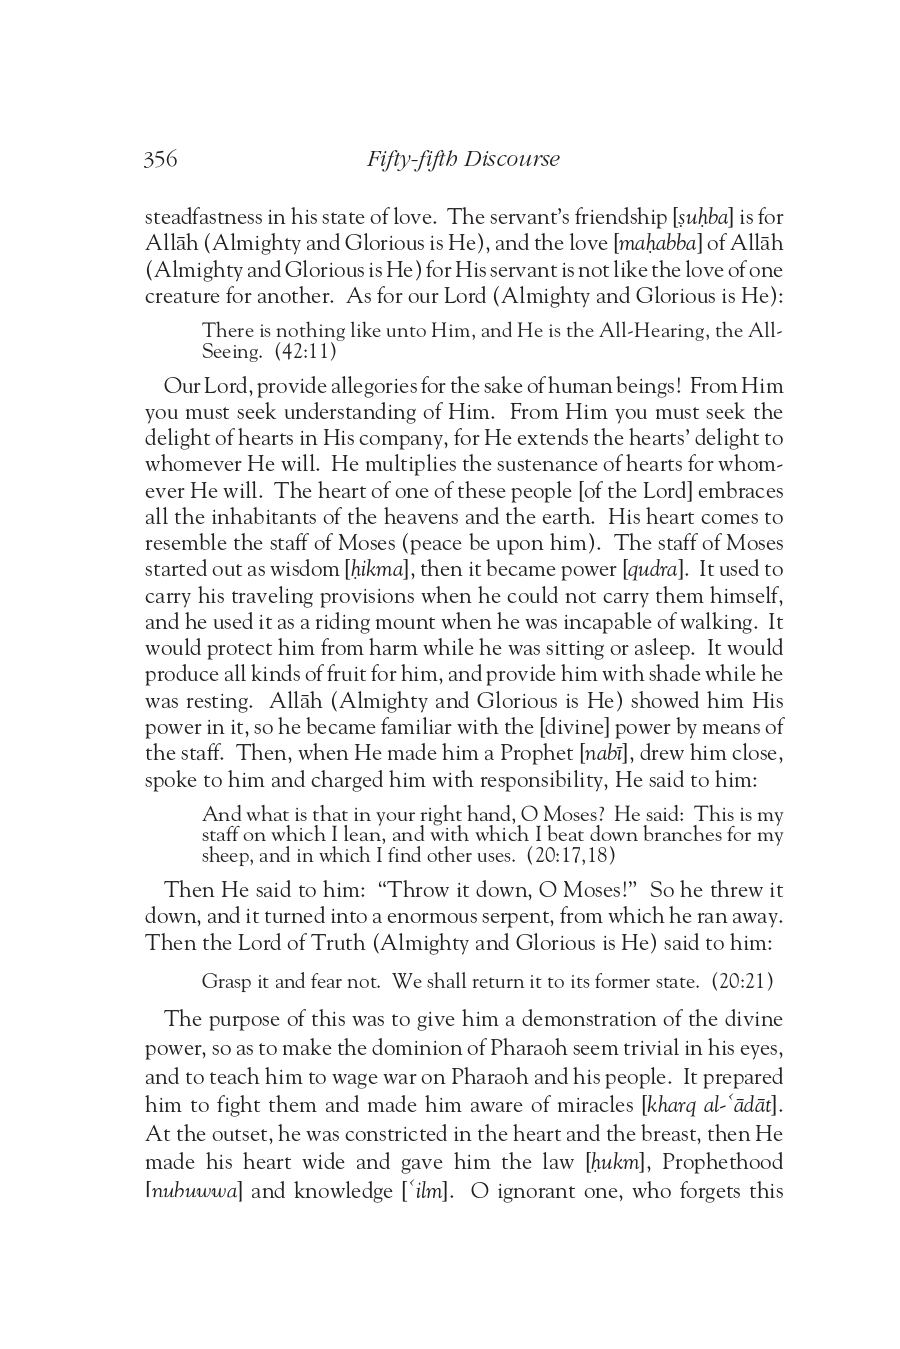 356 Fifty-fifth Discourse
steadfastness in his state of love. The servant’s friendship [ṣuḥba] is for
Allāh (Almighty and Glorious is He), and the love [maḥabba] of Allāh
(Almighty and Glorious is He) for His servant is not like the love of one
creature for another. As for our Lord (Almighty and Glorious is He):
There is nothing like unto Him, and He is the All-Hearing, the All-
Seeing. (42:11)
Our Lord, provide allegories for the sake of human beings! From Him
you must seek understanding of Him. From Him you must seek the
delight of hearts in His company, for He extends the hearts’ delight to
whomever He will. He multiplies the sustenance of hearts for whom-
ever He will. The heart of one of these people [of the Lord] embraces
all the inhabitants of the heavens and the earth. His heart comes to
resemble the staff of Moses (peace be upon him). The staff of Moses
started out as wisdom [ḥikma], then it became power [qudra]. It used to
carry his traveling provisions when he could not carry them himself,
and he used it as a riding mount when he was incapable of walking. It
would protect him from harm while he was sitting or asleep. It would
produce all kinds of fruit for him, and provide him with shade while he
was resting. Allāh (Almighty and Glorious is He) showed him His
power in it, so he became familiar with the [divine] power by means of
the staff. Then, when He made him a Prophet [nabī], drew him close,
spoke to him and charged him with responsibility, He said to him:
And what is that in your right hand, O Moses? He said: This is my
staff on which I lean, and with which I beat down branches for my
sheep, and in which I find other uses. (20:17,18)
Then He said to him: “Throw it down, O Moses!” So he threw it
down, and it turned into a enormous serpent, from which he ran away.
Then the Lord of Truth (Almighty and Glorious is He) said to him:
Grasp it and fear not. We shall return it to its former state. (20:21)
The purpose of this was to give him a demonstration of the divine
power, so as to make the dominion of Pharaoh seem trivial in his eyes,
and to teach him to wage war on Pharaoh and his people. It prepared
him to fight them and made him aware of miracles [kharq al-ʿādāt].
At the outset, he was constricted in the heart and the breast, then He
made his heart wide and gave him the law [ḥukm], Prophethood
[nubuwwa] and knowledge [ʿilm]. O ignorant one, who forgets this